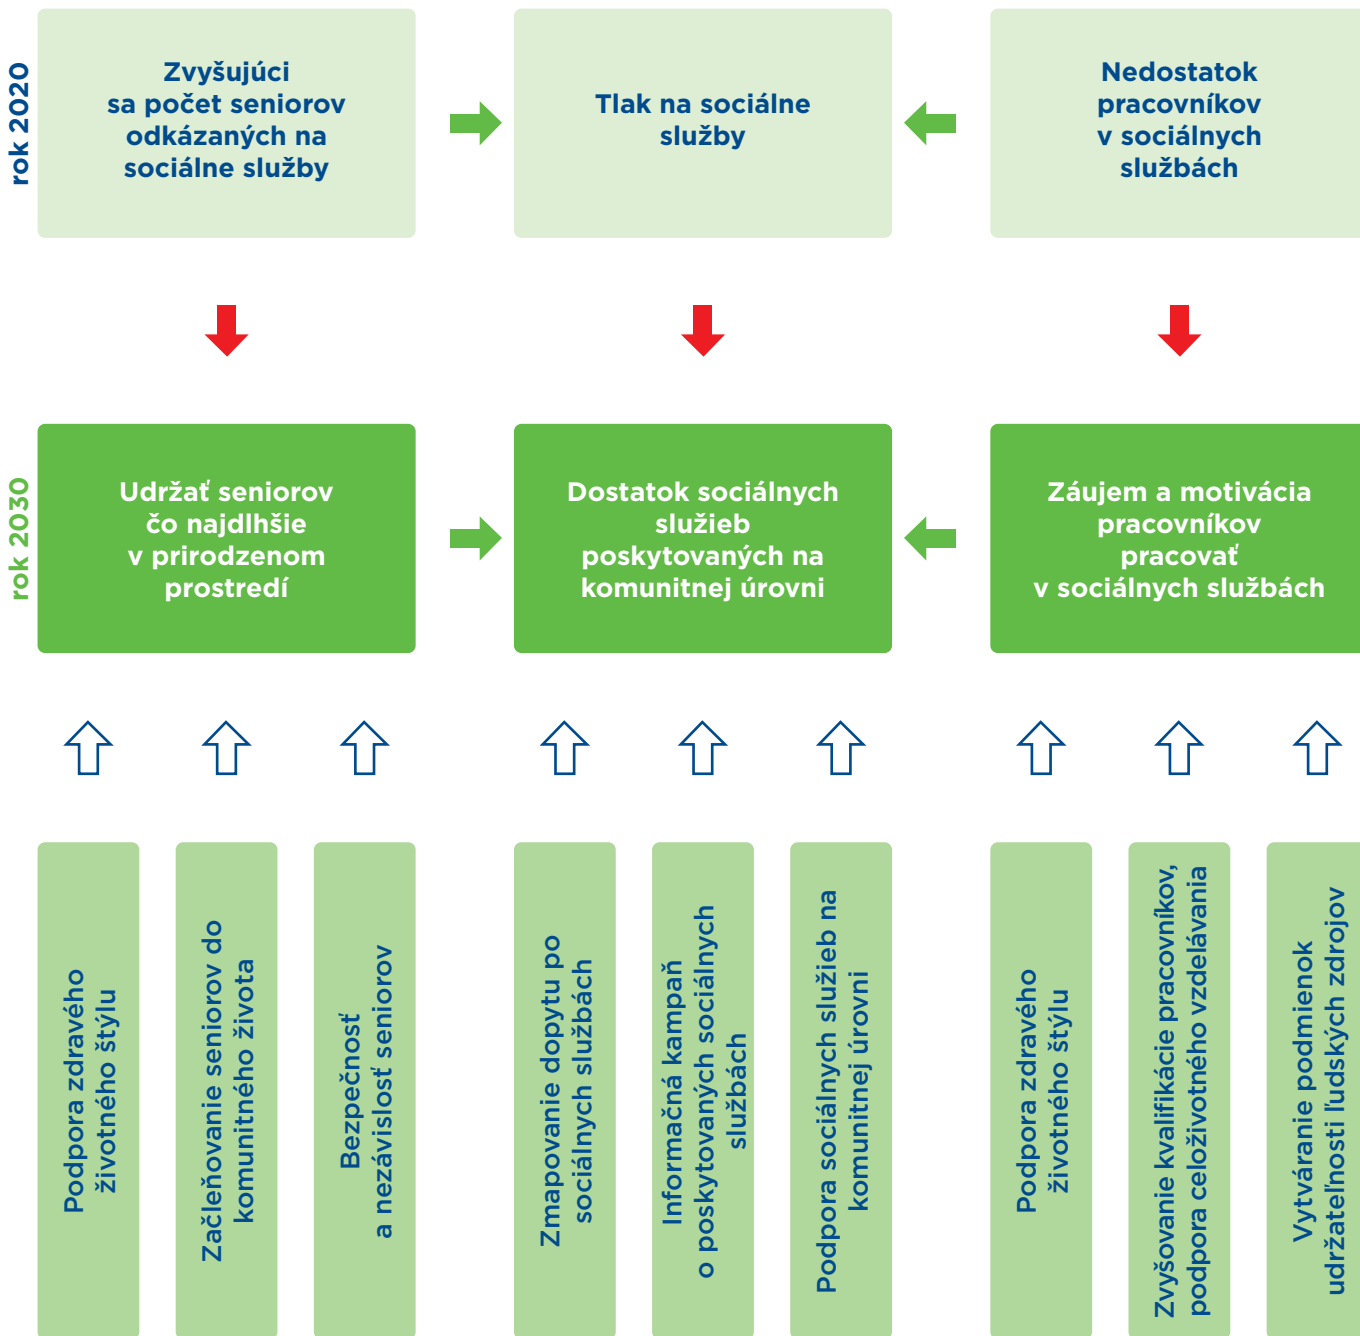 rok 2020
Zvyšujúci
sa počet seniorov
odkázaných na
sociálne služby
Tlak na sociálne
služby
Nedostatok
pracovníkov
v sociálnych
službách
rok 2030
Udržať seniorov
čo najdlhšie
v prirodzenom
prostredí
Dostatok sociálnych
služieb
poskytovaných na
komunitnej úrovni
Záujem a motivácia
pracovníkov
pracovať
v sociálnych službách
Podpora zdravého
životného štýlu
Začleňovanie seniorov do
komunitného života
Bezpečnosť
a nezávislosť seniorov
Zmapovanie dopytu po
sociálnych službách
Informačná kampaň
o poskytovaných sociálnych
službách
Podpora sociálnych služieb na
komunitnej úrovni
Podpora zdravého
životného štýlu
Zvyšovanie kvalifikácie pracovníkov,
podpora celoživotného vzdelávania
Vytváranie podmienok
udržateľnosti ľudských zdrojov